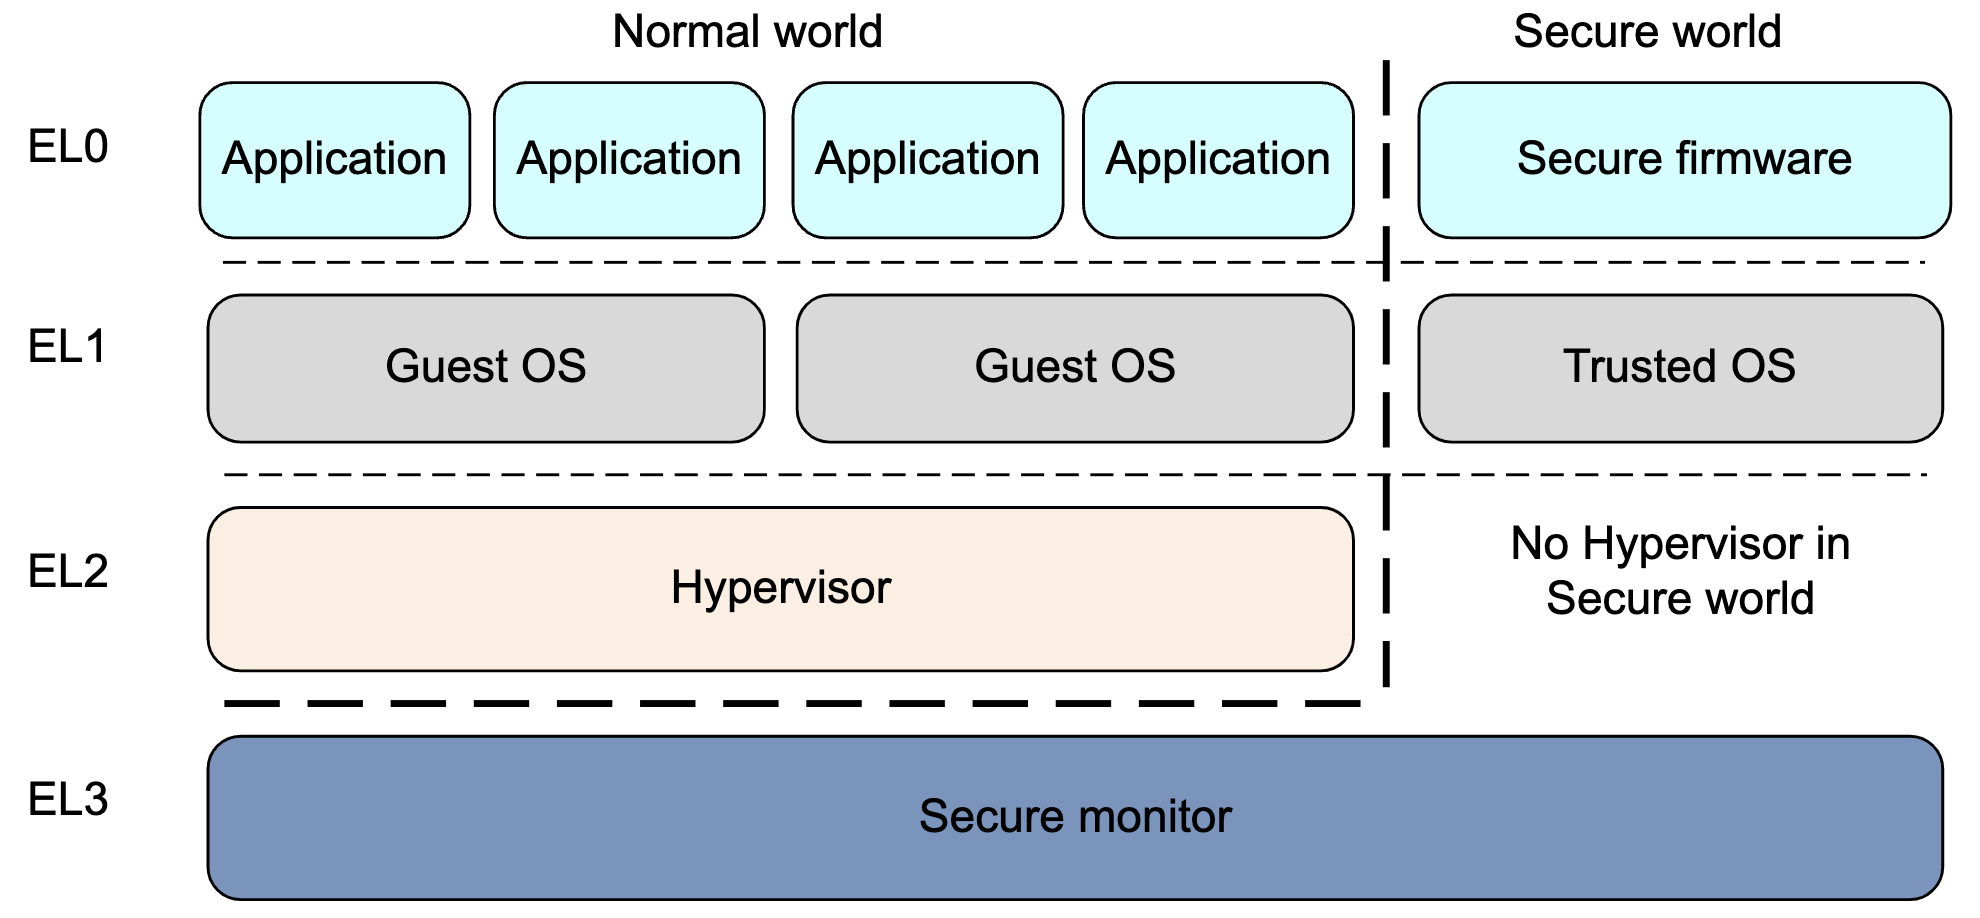 Normal world
Secure world
EL0
Application
Application
Application
Application
Secure firmware
EL1
Guest OS
Guest OS
Trusted OS
EL2
Hypervisor
No Hypervisor in
Secure world
EL3
Secure monitor